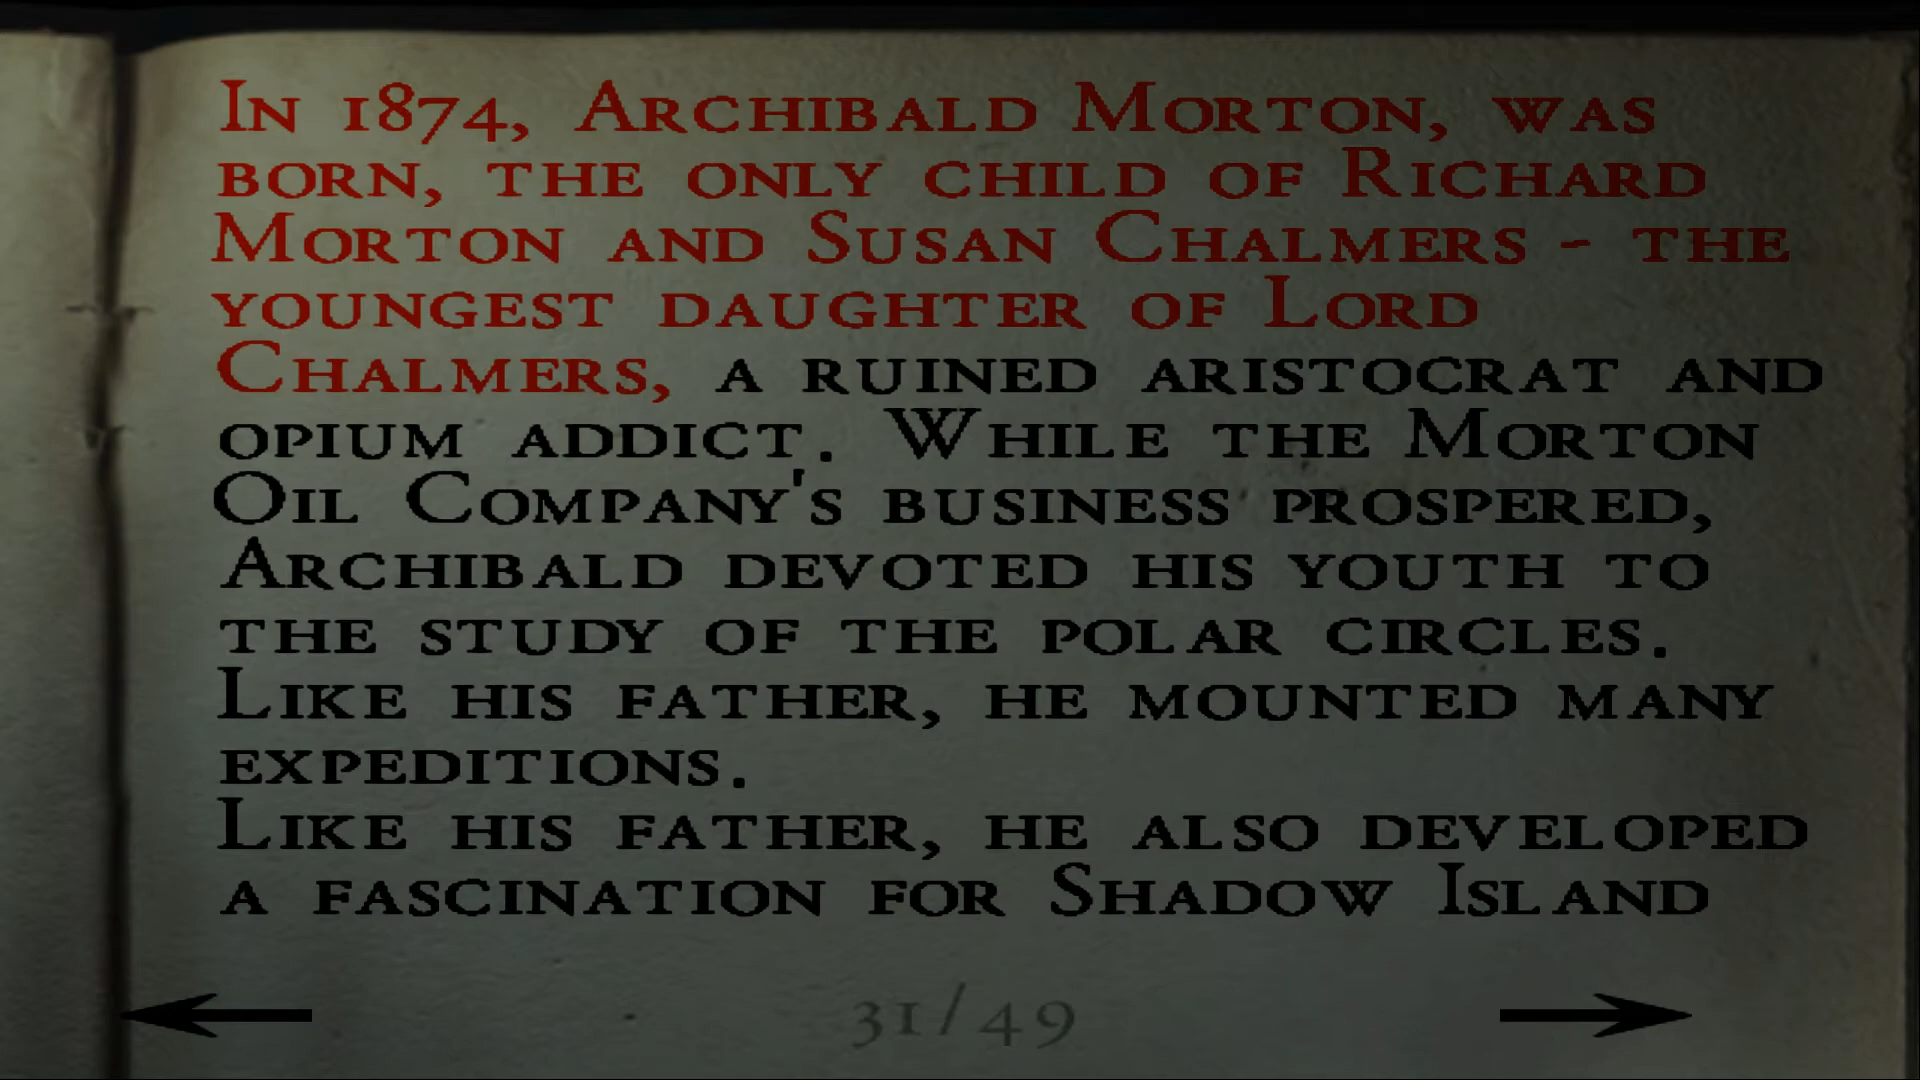 In 1874, Archibald Morton, was
born, the only child of Richard
Morton and Susan Chalmers - the
youngest daughter of Lord
Chalmers, a ruined aristocrat and
opium addict. While the Morton
Oil Company's business prospered,
Archibald devoted his youth to
the study of the polar circles.
Like his father, he mounted many
expeditions.
Like his father, he also developed
a fascination for Shadow Island
31/49